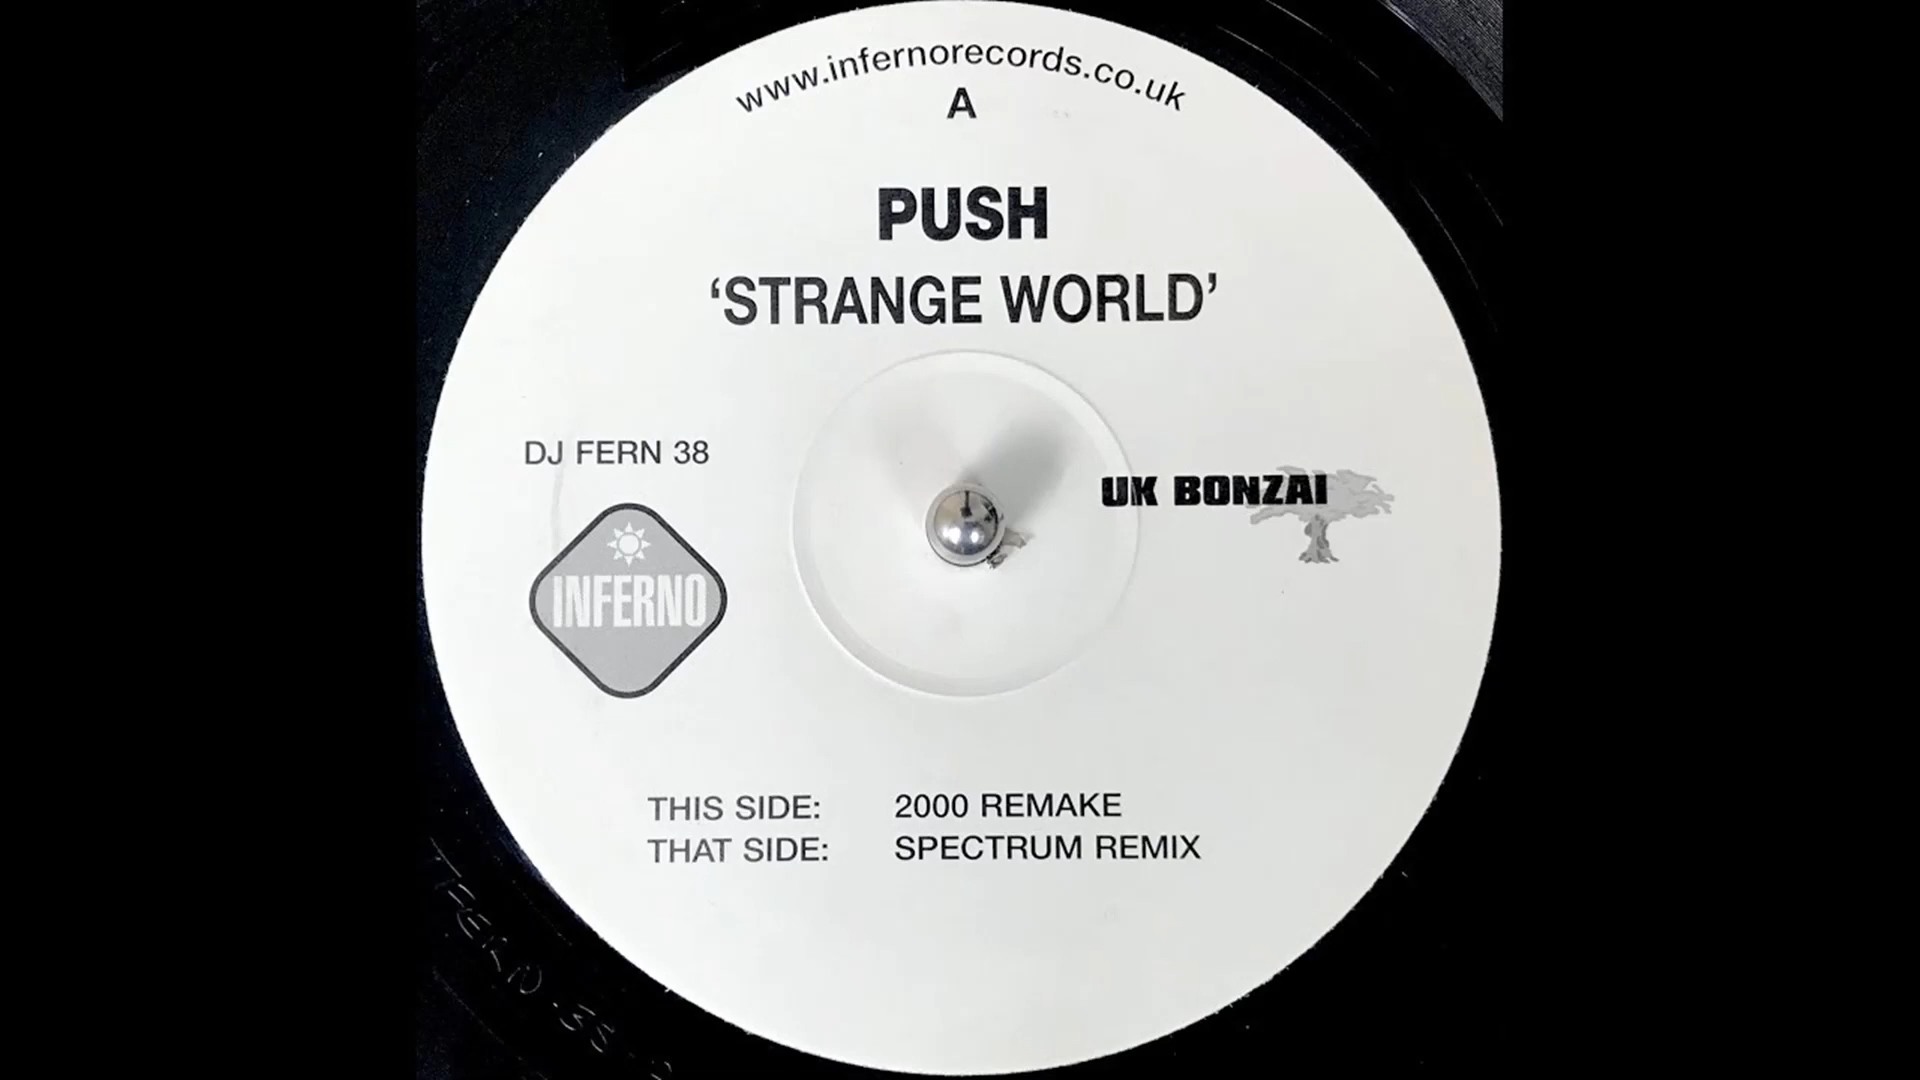 www.infernorecords.co.uk
A
PUSH
‘STRANGE WORLD’
DJ FERN 38
UK BONZAI
INFERNO
THIS SIDE: 2000 REMAKE
THAT SIDE: SPECTRUM REMIX